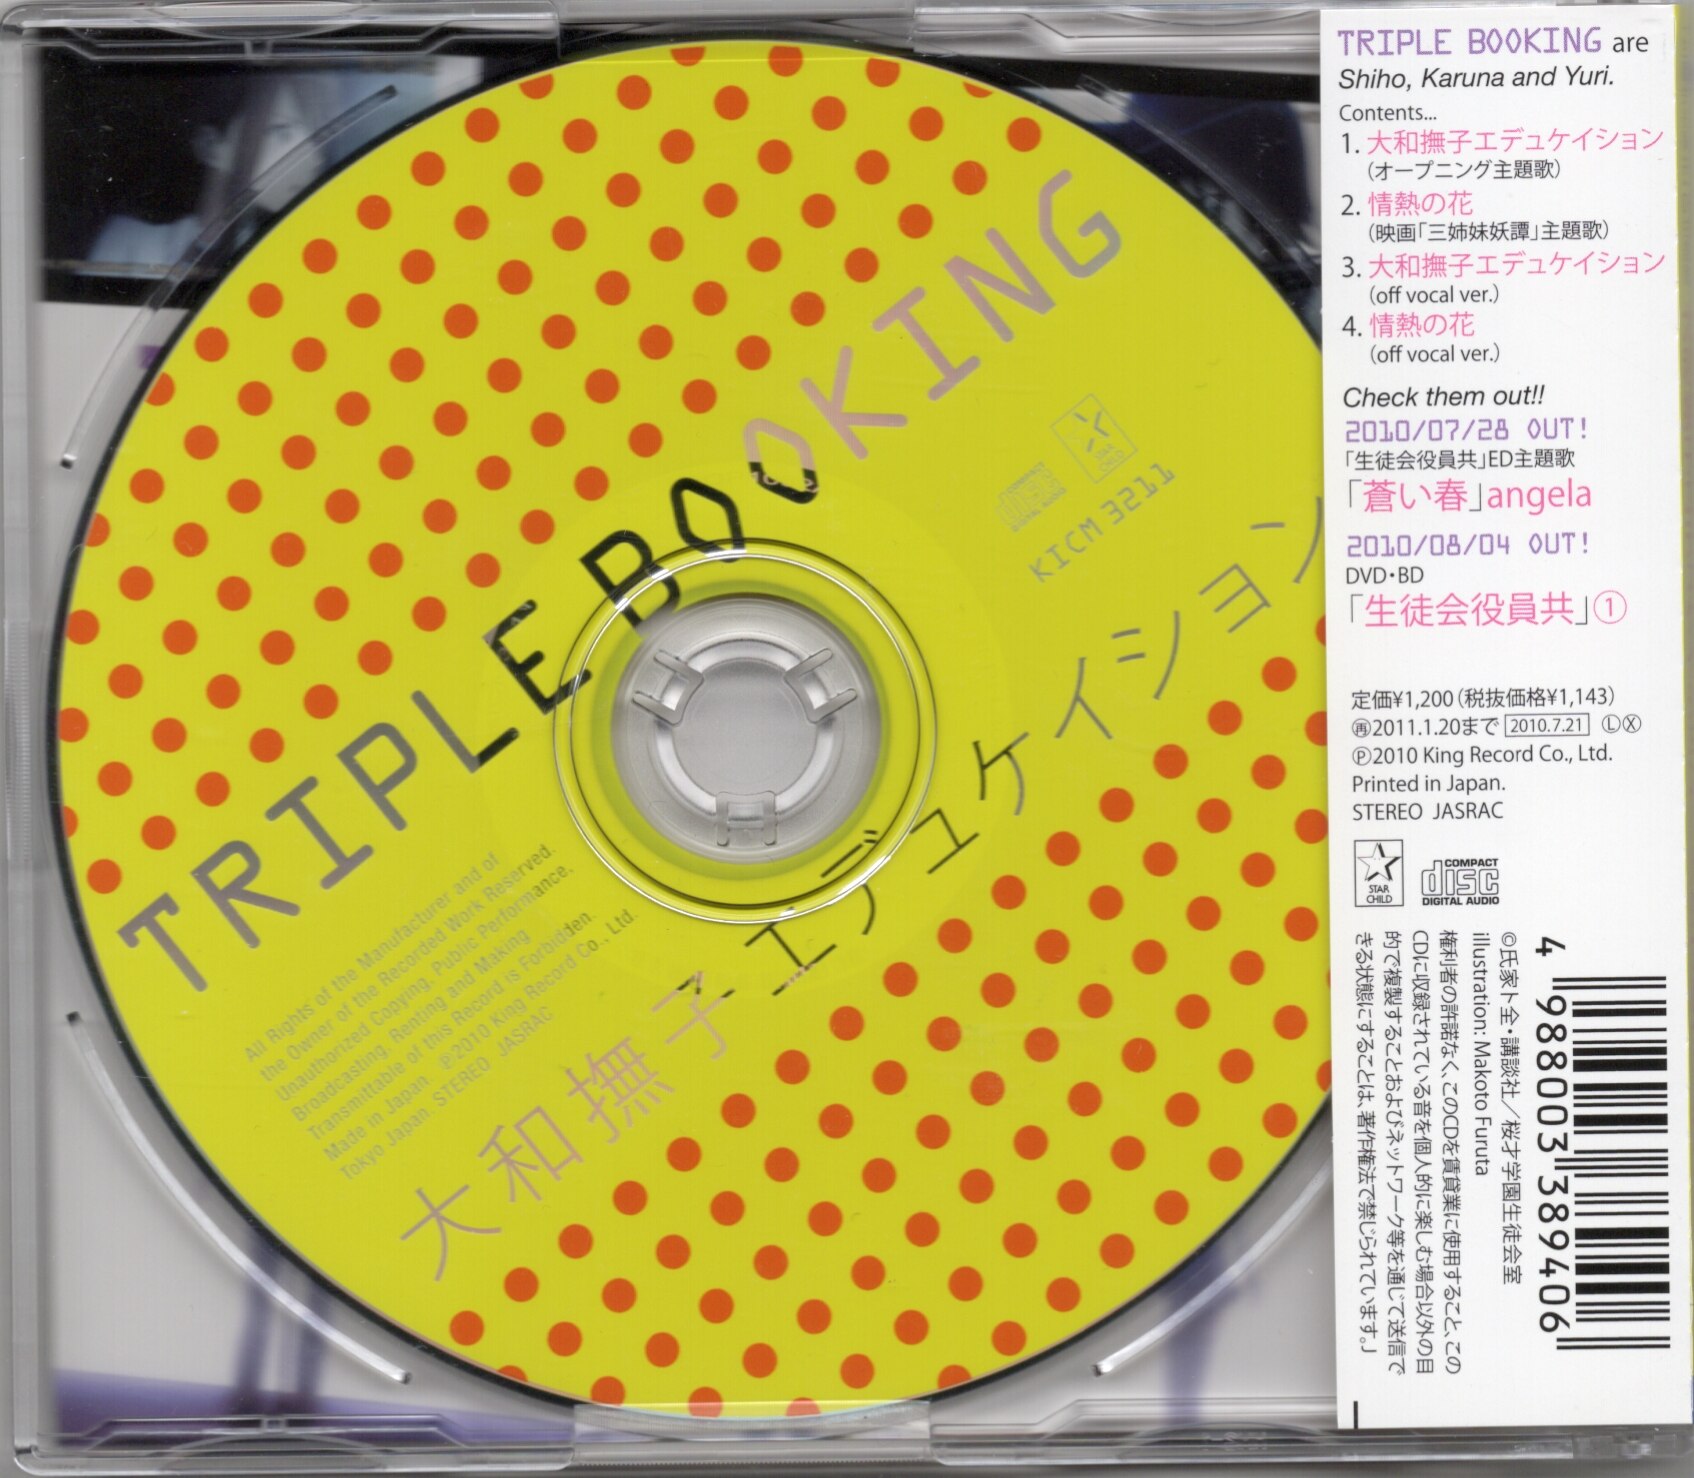 TRIPLE BOOKING
KICM 3211
COMPACT
disc
DIGITAL AUDIO
STAR
CHILD
大和撫子エデュケイション
All Rights of the Manufacturer and of
the Owner of the Recorded Work Reserved.
Unauthorized Copying, Public Performance,
Broadcasting, Renting and Making
Transmittable of this Record is Forbidden.
Made in Japan ℗2010 King Record Co., Ltd.
Tokyo Japan. STEREO JASRAC
TRIPLE BOOKING are
Shiho, Karuna and Yuri.
Contents...
1. 大和撫子エデュケイション
(オープニング主題歌)
2. 情熱の花
(映画「三姉妹妖譚」主題歌)
3. 大和撫子エデュケイション
(off vocal ver.)
4. 情熱の花
(off vocal ver.)
Check them out!!
2010/07/28 OUT!
「生徒会役員共」ED主題歌
「蒼い春」angela
2010/08/04 OUT!
DVD・BD
「生徒会役員共」①
定価¥1,200(税抜価格¥1,143)
㊢2011.1.20まで 2010.7.21 ⓁⓍ
℗2010 King Record Co., Ltd.
Printed in Japan.
STEREO JASRAC
STAR
CHILD
COMPACT
disc
DIGITAL AUDIO
4 988003 389406
©氏家ト全・講談社／桜才学園生徒会室
illustration: Makoto Furuta
権利者の許諾なく、このCDを賃貸業に使用すること、この
CDに収録されている音を個人的に楽しむ場合以外の目
的で複製することおよびネットワーク等を通じて送信で
きる状態にすることは、著作権法で禁じられています。」